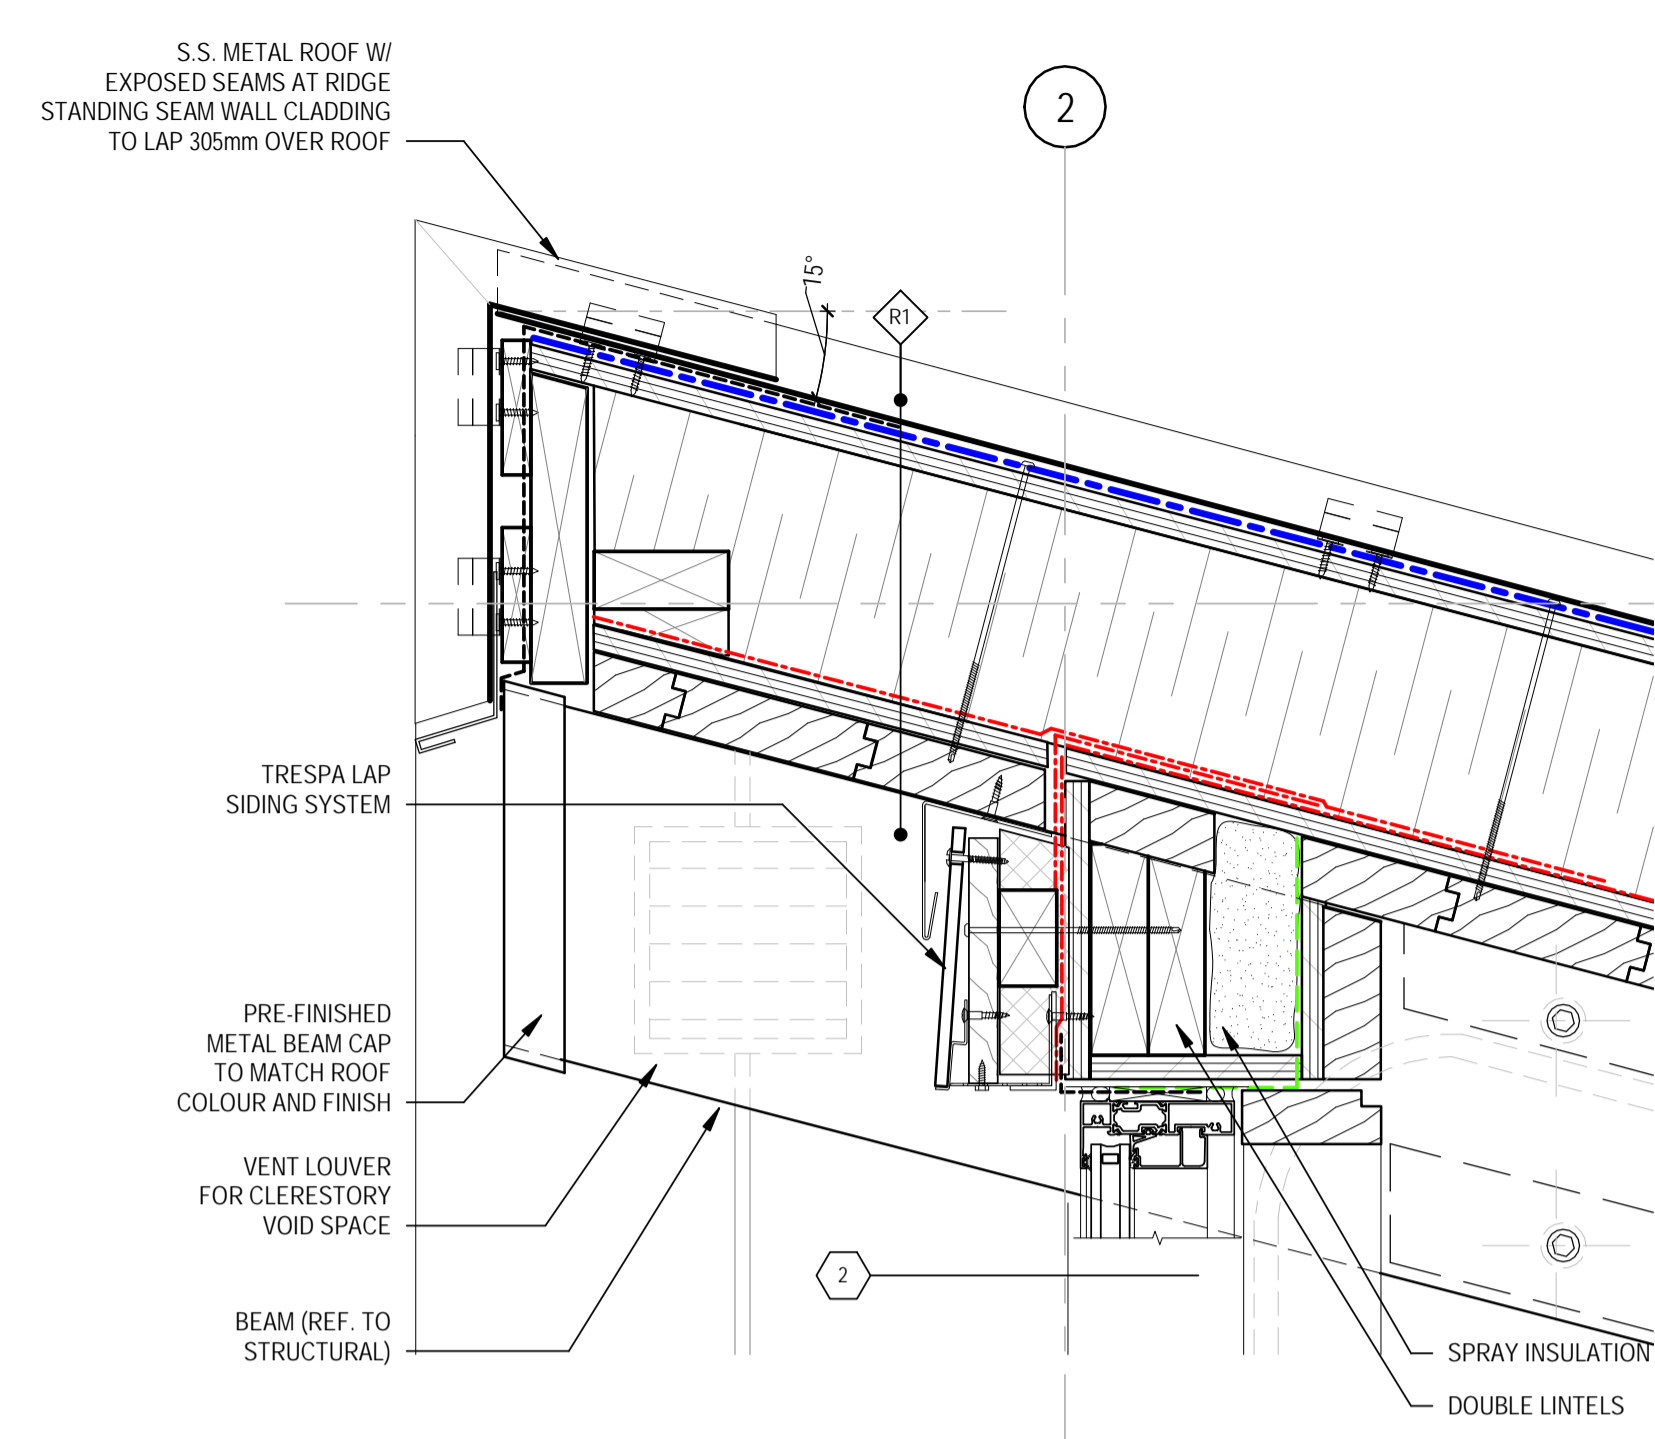 S.S. METAL ROOF W/
EXPOSED SEAMS AT RIDGE
STANDING SEAM WALL CLADDING
TO LAP 305mm OVER ROOF
2
15°
R1
TRESPA LAP
SIDING SYSTEM
PRE-FINISHED
METAL BEAM CAP
TO MATCH ROOF
COLOUR AND FINISH
VENT LOUVER
FOR CLERESTORY
VOID SPACE
2
BEAM (REF. TO
STRUCTURAL)
SPRAY INSULATION
DOUBLE LINTELS